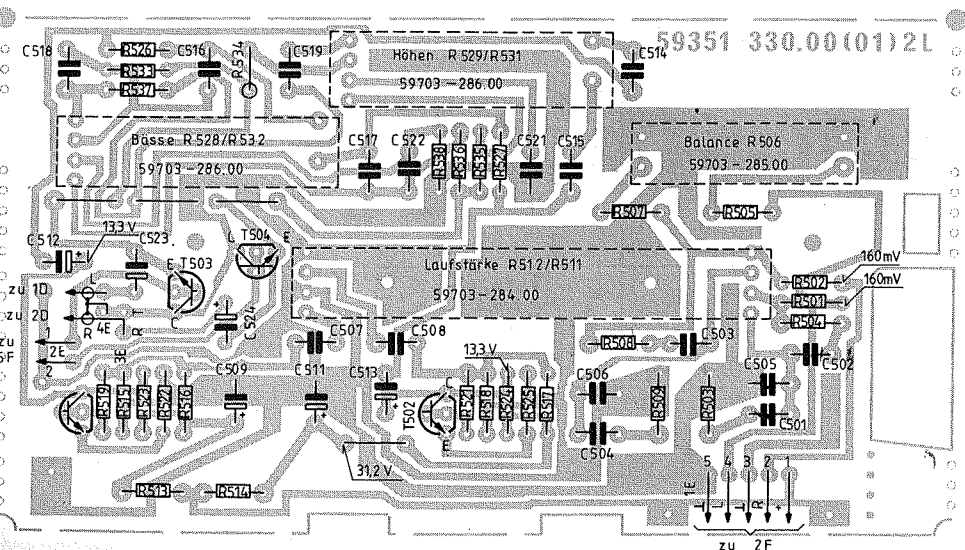 59351 330.00(01) 2L
C518
R526
C516
R534
C519
Höhen R529/R531
C514
R533
R537
59703-286.00
Bässe R528/R532
59703-286.00
C517
C522
R538
R536
R535
R527
C521
C515
Balance R506
59703-285.00
R507
R505
13,3 V
C512
+
C523
C
T504
E
E
T503
C
Laufstärke R512/R511
59703-284.00
160mV
R502
160mV
R501
R504
zu 1D
L
zu 2D
R
4E
L
R
C524
C507
C508
R508
C503
C502
zu
5F
1
2E
2
3E
C509
C511
C513
13,3 V
C506
C505
R519
R515
R523
R522
R516
+
+
+
T502
C
E
R521
R518
R524
R525
R517
R509
R503
C501
C504
31,2 V
R513
R514
5
4
3
2
1
1E
L
L
R
+
zu 2F